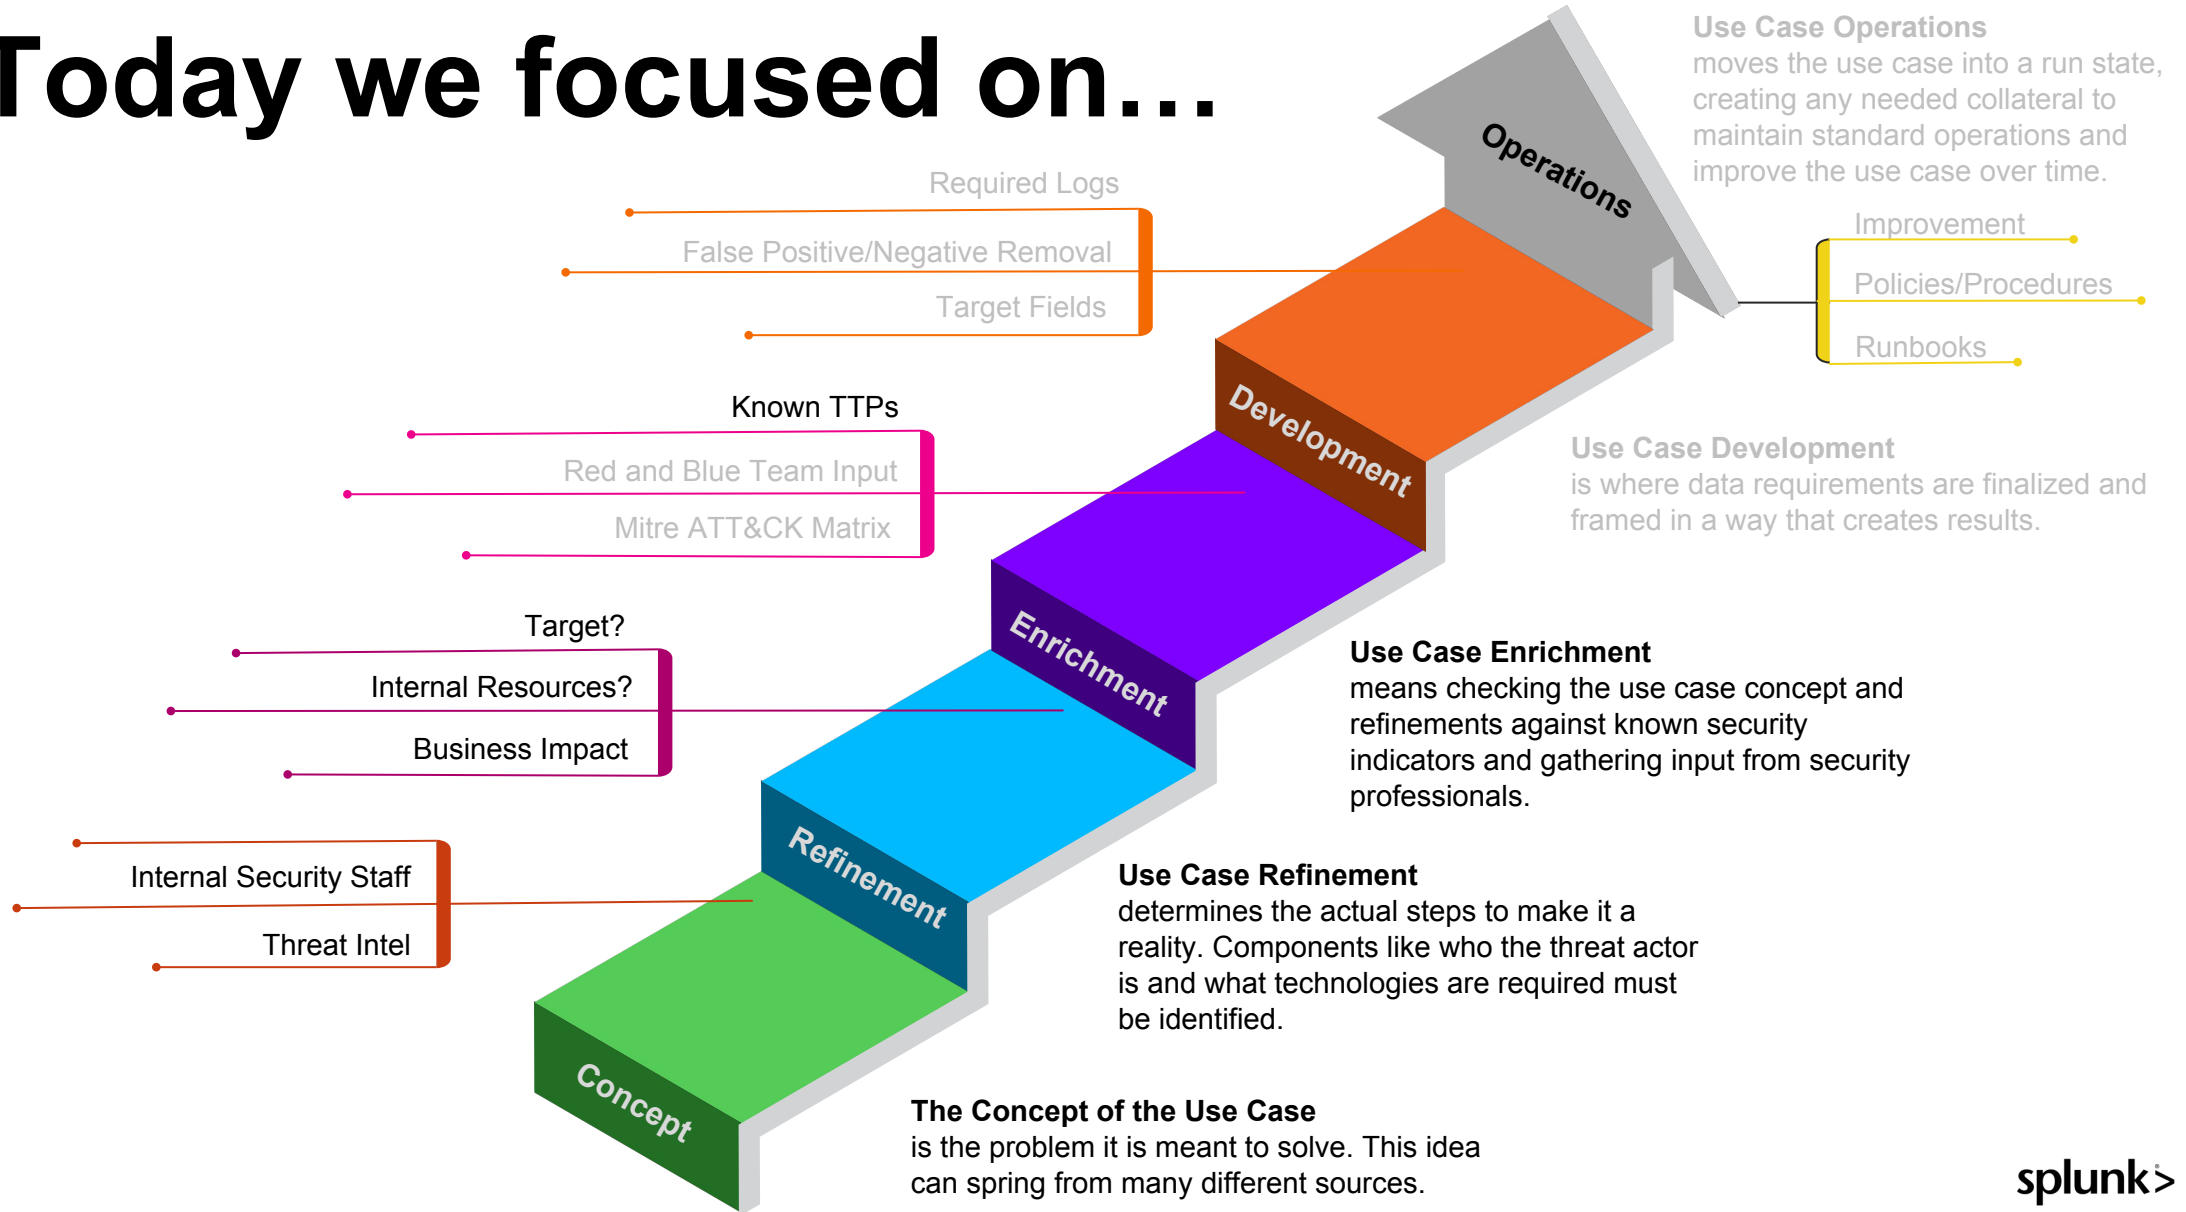 Today we focused on...
Use Case Operations
moves the use case into a run state,
creating any needed collateral to
maintain standard operations and
improve the use case over time.
Operations
Required Logs
False Positive/Negative Removal
Target Fields
Improvement
Policies/Procedures
Runbooks
Development
Use Case Development
is where data requirements are finalized and
framed in a way that creates results.
Known TTPs
Red and Blue Team Input
Mitre ATT&CK Matrix
Enrichment
Use Case Enrichment
means checking the use case concept and
refinements against known security
indicators and gathering input from security
professionals.
Target?
Internal Resources?
Business Impact
Refinement
Use Case Refinement
determines the actual steps to make it a
reality. Components like who the threat actor
is and what technologies are required must
be identified.
Internal Security Staff
Threat Intel
Concept
The Concept of the Use Case
is the problem it is meant to solve. This idea
can spring from many different sources.
splunk>